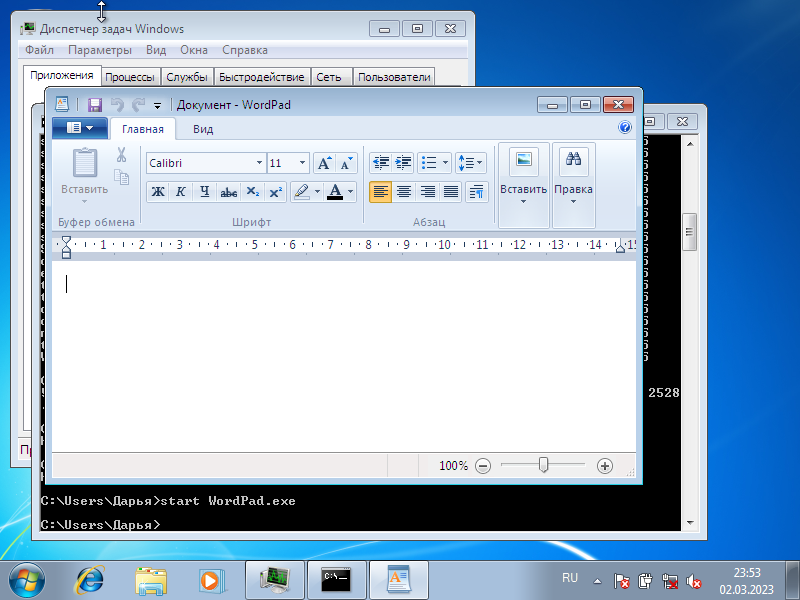 Диспетчер задач Windows
Файл Параметры Вид Окна Справка
Приложения Процессы Службы Быстродействие Сеть Пользователи
Документ - WordPad
Главная Вид
Calibri 11
Вставить
Вставить Правка
Ж К Ч abc X₂ X² A
Буфер обмена Шрифт Абзац
1 2 3 4 5 6 7 8 9 10 11 12 13 14 15
2528
100%
C:\Users\Дарья>start WordPad.exe
C:\Users\Дарья>
RU
23:53
02.03.2023